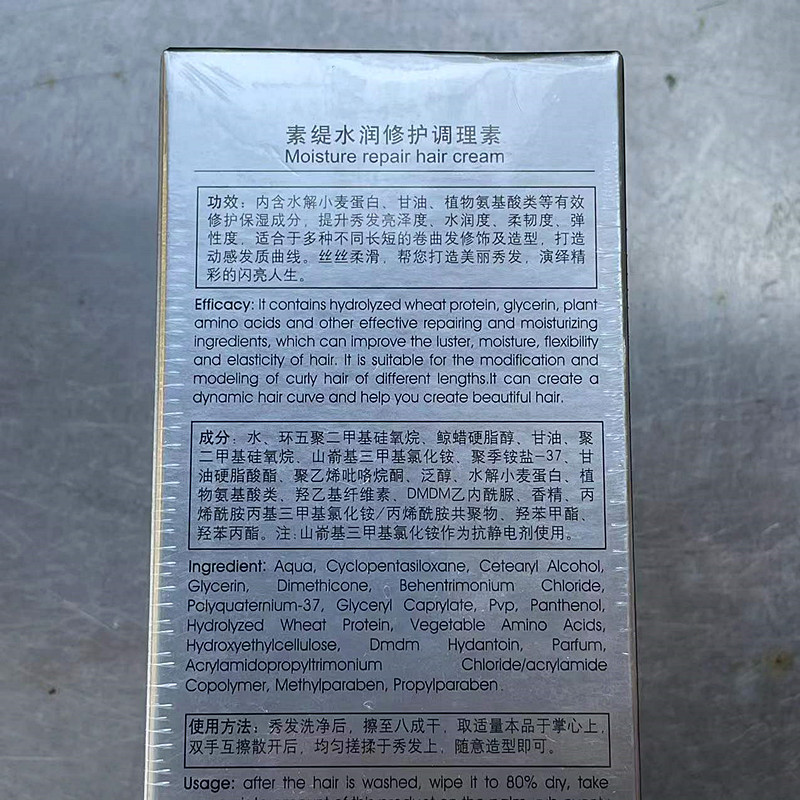 素缇水润修护调理素
Moisture repair hair cream
功效：内含水解小麦蛋白、甘油、植物氨基酸类等有效
修护保湿成分，提升秀发亮泽度、水润度、柔韧度、弹
性度，适合于多种不同长短的卷曲发修饰及造型，打造
动感发质曲线。丝丝柔滑，帮您打造美丽秀发，演绎精
彩的闪亮人生。
Efficacy: It contains hydrolyzed wheat protein, glycerin, plant
amino acids and other effective repairing and moisturizing
ingredients, which can improve the luster, moisture, flexibility
and elasticity of hair. It is suitable for the modification and
modeling of curly hair of different lengths.It can create a
dynamic hair curve and help you create beautiful hair.
成分：水、环五聚二甲基硅氧烷、鲸蜡硬脂醇、甘油、聚
二甲基硅氧烷、山嵛基三甲基氯化铵、聚季铵盐-37、甘
油硬脂酸酯、聚乙烯吡咯烷酮、泛醇、水解小麦蛋白、植
物氨基酸类、羟乙基纤维素、DMDM乙内酰脲、香精、丙
烯酰胺丙基三甲基氯化铵/丙烯酰胺共聚物、羟苯甲酯、
羟苯丙酯。注:山嵛基三甲基氯化铵作为抗静电剂使用。
Ingredient: Aqua, Cyclopentasiloxane, Cetearyl Alcohol,
Glycerin, Dimethicone, Behentrimonium Chloride,
Polyquaternium-37, Glyceryl Caprylate, Pvp, Panthenol,
Hydrolyzed Wheat Protein, Vegetable Amino Acids,
Hydroxyethylcellulose, Dmdm Hydantoin, Parfum,
Acrylamidopropyltrimonium Chloride/acrylamide
Copolymer, Methylparaben, Propylparaben.
使用方法：秀发洗净后，擦至八成干，取适量本品于掌心上，
双手互擦散开后，均匀搓揉于秀发上，随意造型即可。
Usage: after the hair is washed, wipe it to 80% dry, take